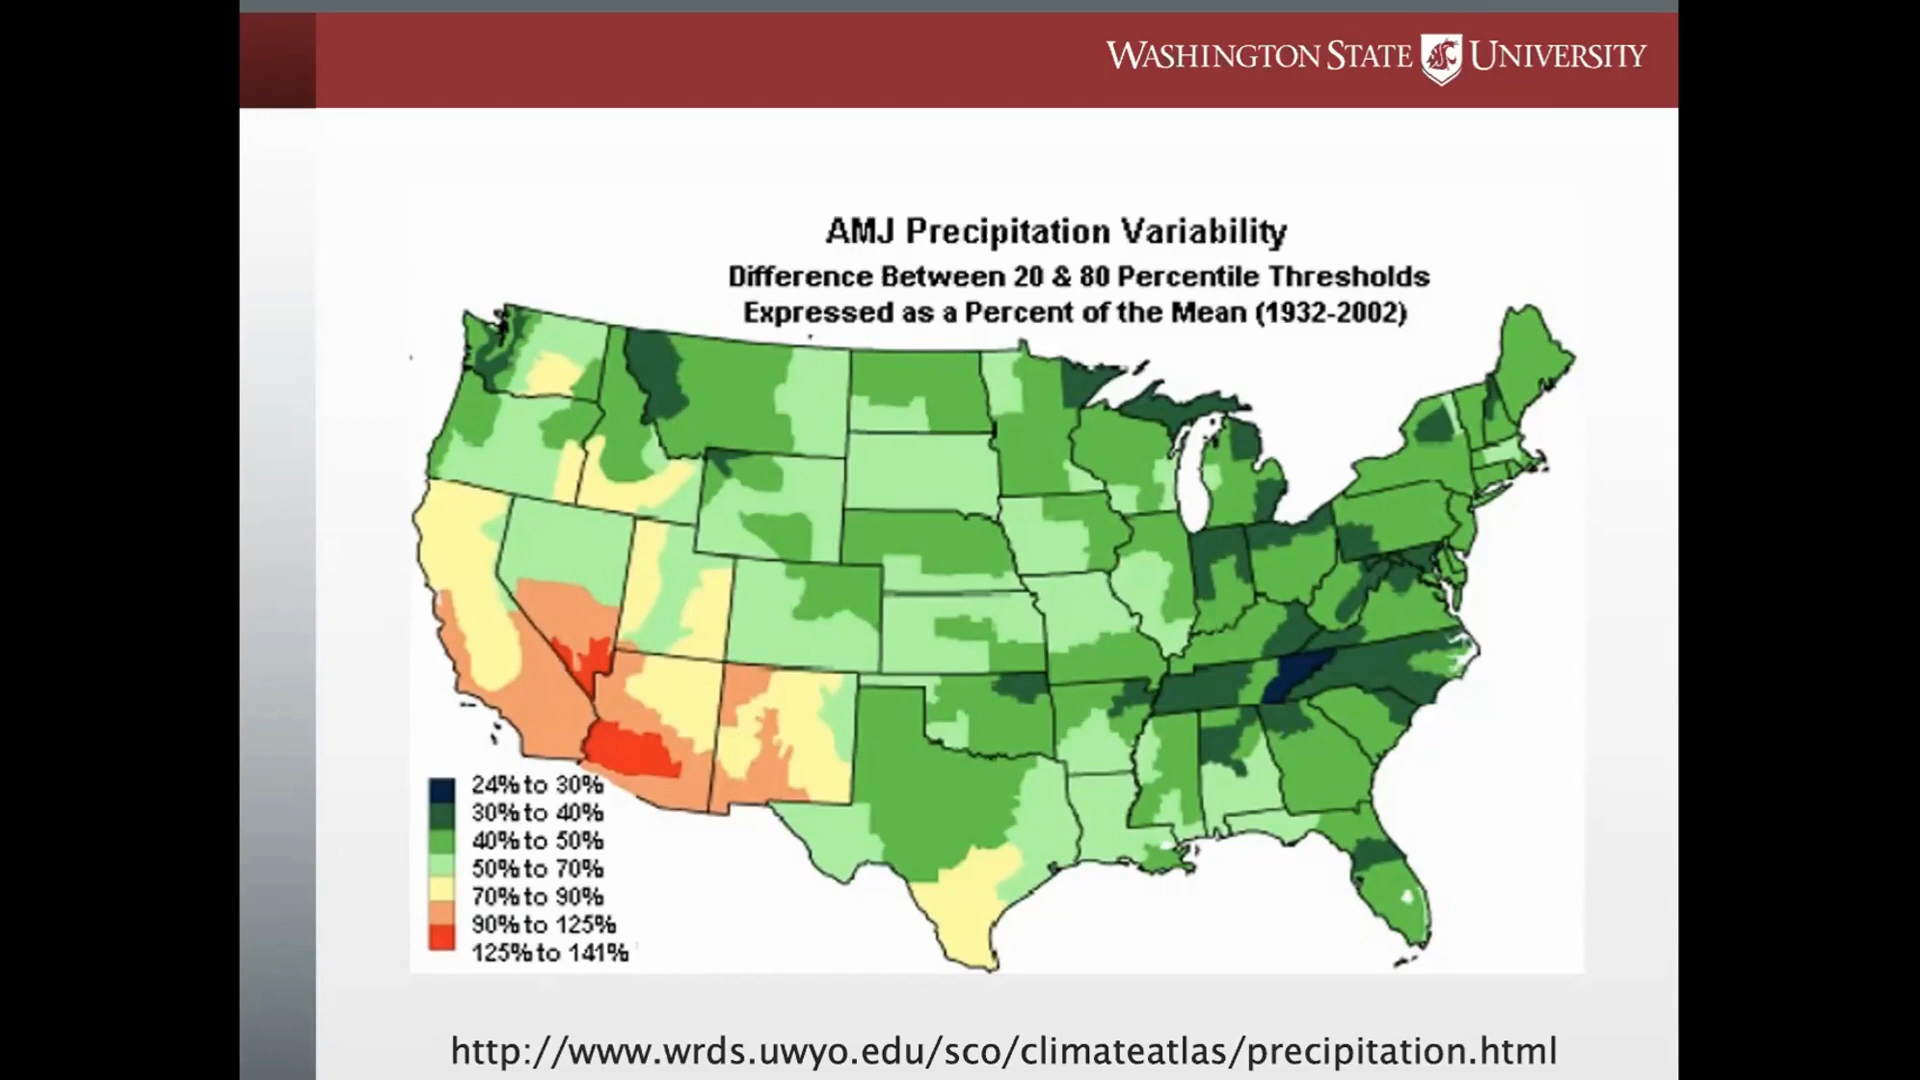 WASHINGTON STATE UNIVERSITY
AMJ Precipitation Variability
Difference Between 20 & 80 Percentile Thresholds
Expressed as a Percent of the Mean (1932-2002)
24% to 30%
30% to 40%
40% to 50%
50% to 70%
70% to 90%
90% to 125%
125% to 141%
http://www.wrds.uwyo.edu/sco/climateatlas/precipitation.html